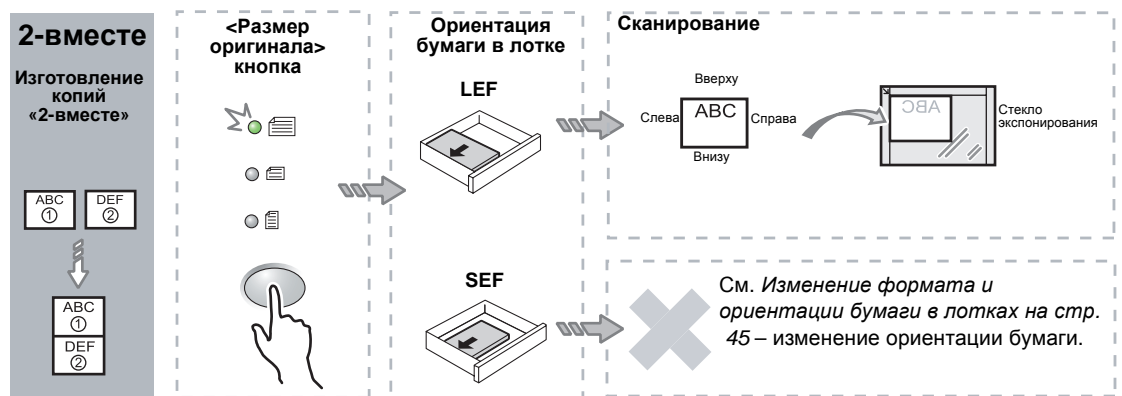 2-вместе
Изготовление
копий
«2-вместе»
ABC
①
DEF
②
ABC
①
DEF
②
<Размер
оригинала>
кнопка
Ориентация
бумаги в лотке
LEF
SEF
Сканирование
Вверху
Слева
ABC
Справа
Внизу
ABC
Стекло
экспонирования
См. Изменение формата и
ориентации бумаги в лотках на стр.
45 – изменение ориентации бумаги.